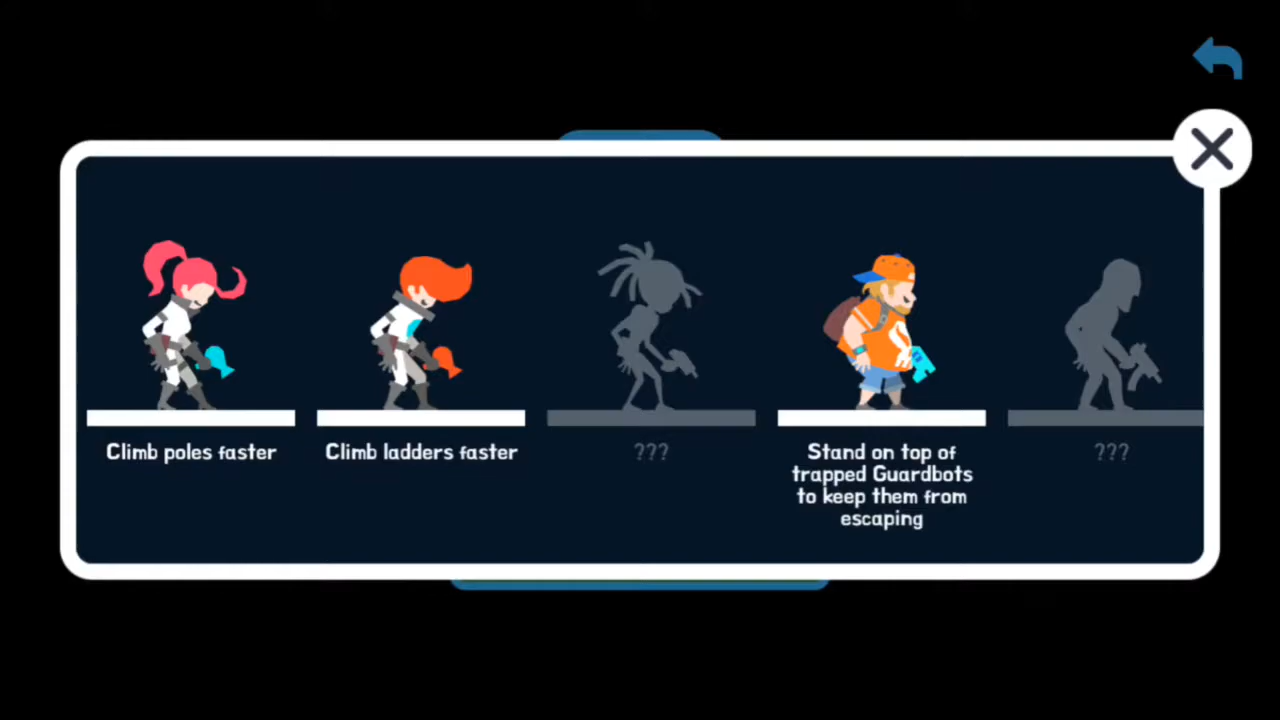 Climb poles faster
Climb ladders faster
???
Stand on top of
trapped Guardbots
to keep them from
escaping
???